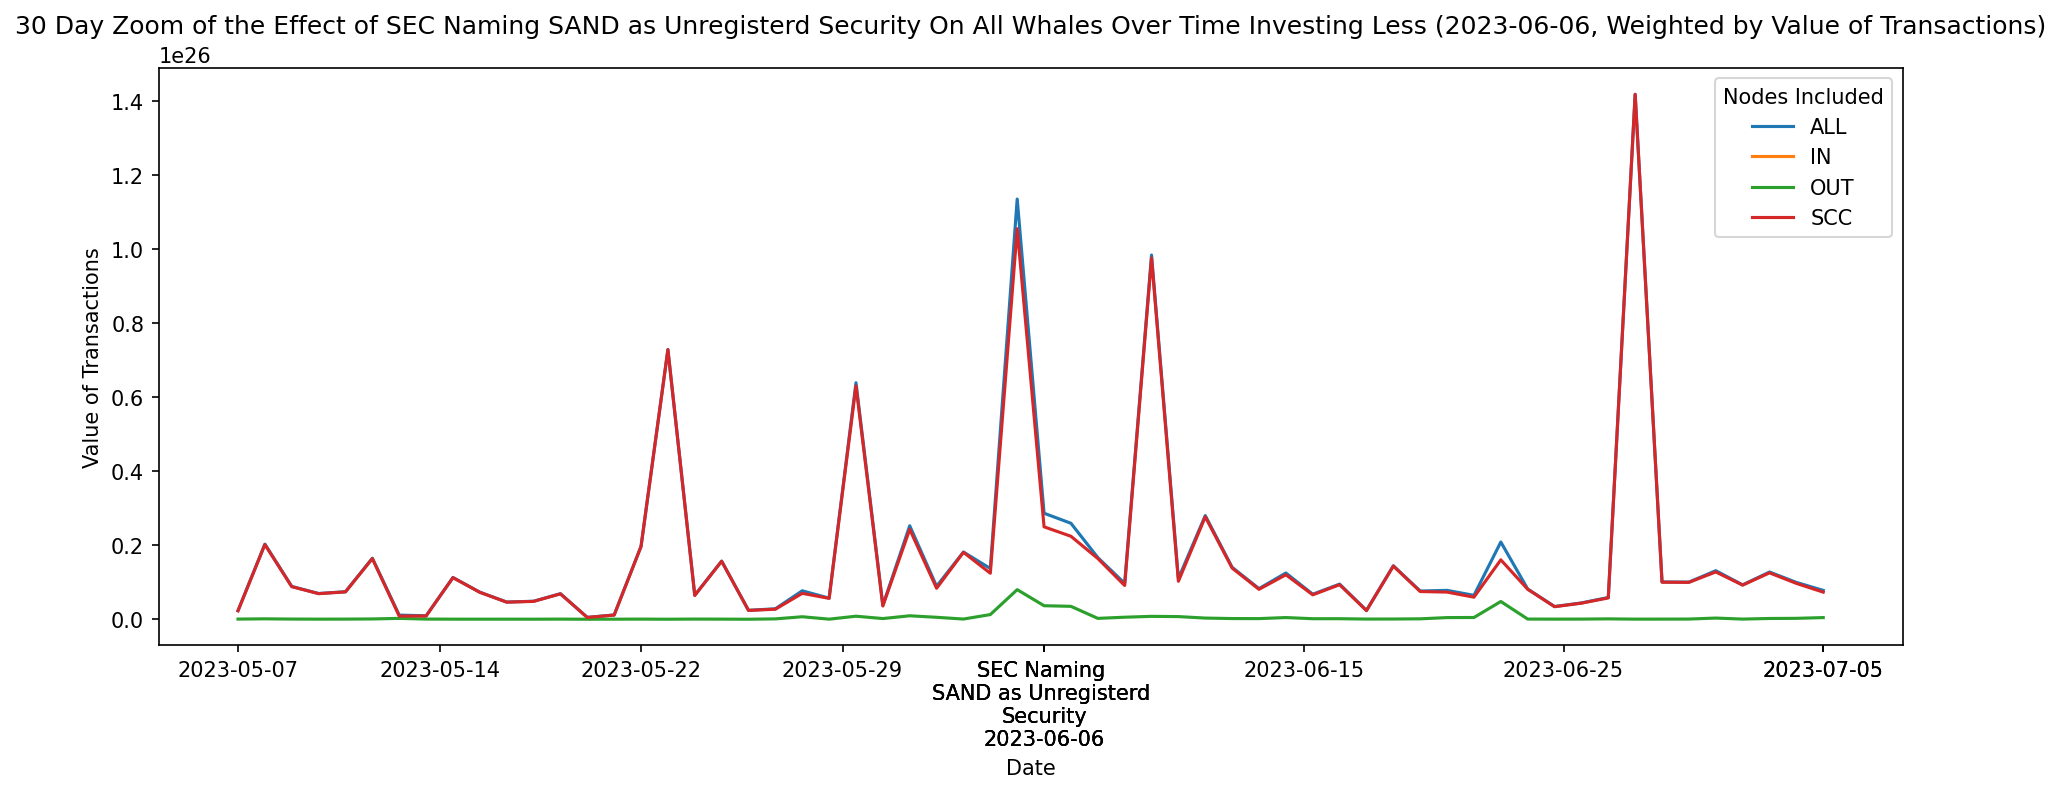 30 Day Zoom of the Effect of SEC Naming SAND as Unregisterd Security On All Whales Over Time Investing Less (2023-06-06, Weighted by Value of Transactions)
1e26
1.4
1.2
1.0
0.8
0.6
0.4
0.2
0.0
Value of Transactions
Nodes Included
ALL
IN
OUT
SCC
2023-05-07
2023-05-14
2023-05-22
2023-05-29
SEC Naming
SAND as Unregisterd
Security
2023-06-06
2023-06-15
2023-06-25
2023-07-05
Date